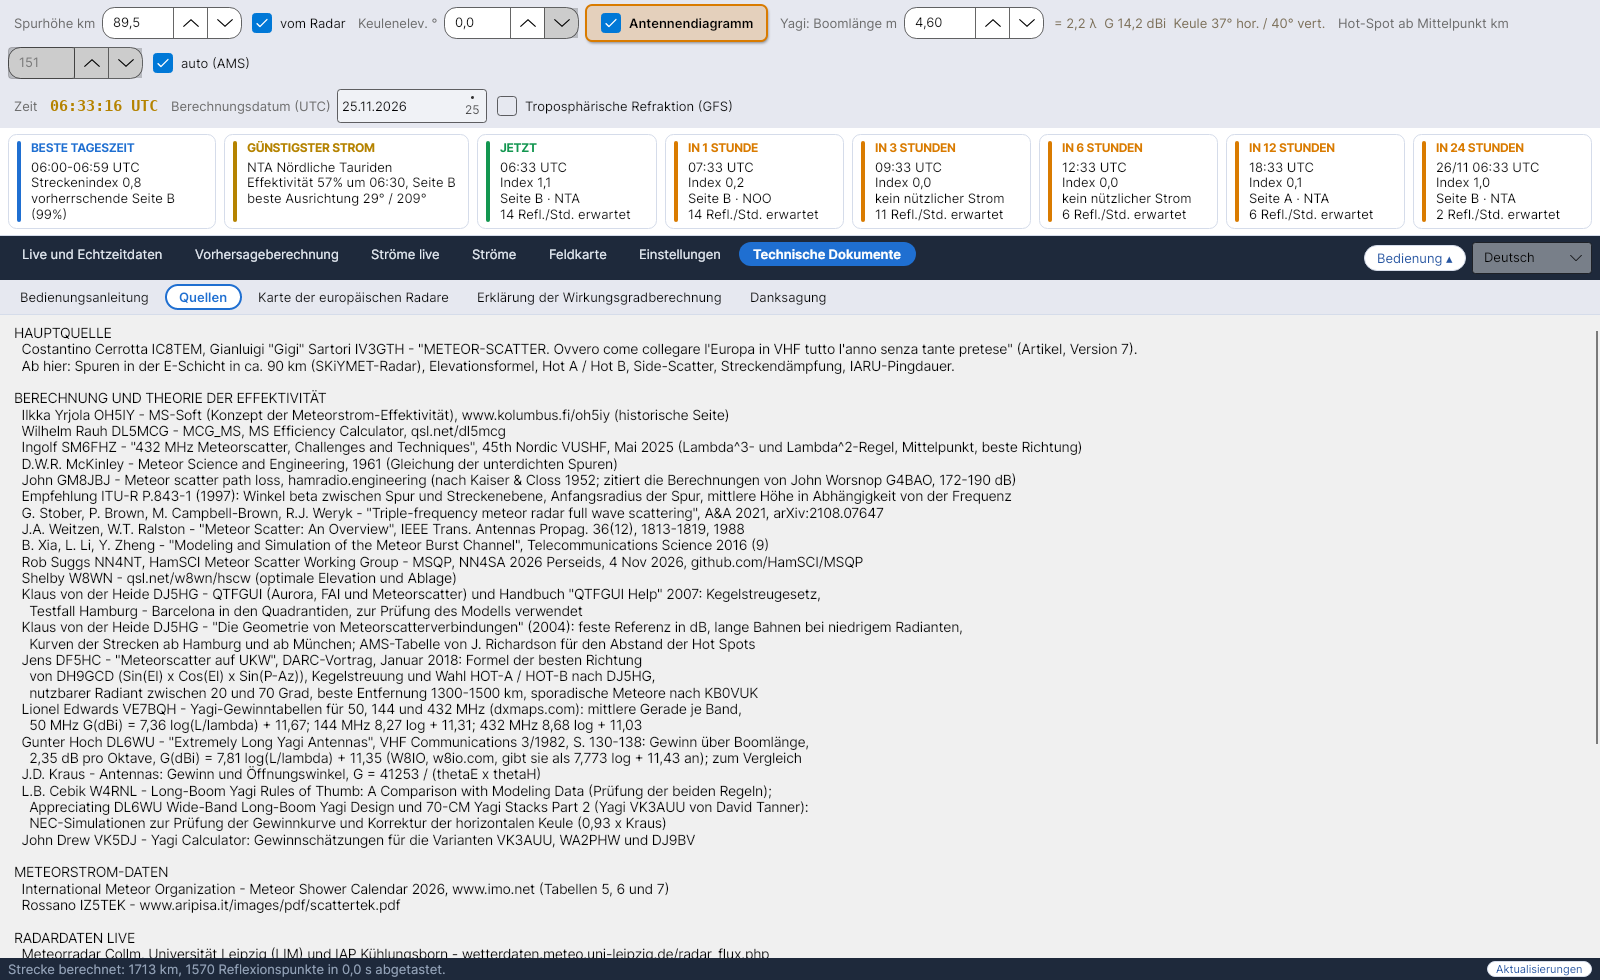 Spurhöhe km 89,5 vom Radar Keulenelev. ° 0,0 Antennendiagramm Yagi: Boomlänge m 4,60 = 2,2 λ G 14,2 dBi Keule 37° hor. / 40° vert. Hot-Spot ab Mittelpunkt km
151 auto (AMS)
Zeit 06:33:16 UTC Berechnungsdatum (UTC) 25.11.2026 25 Troposphärische Refraktion (GFS)
BESTE TAGESZEIT
06:00-06:59 UTC
Streckenindex 0,8
vorherrschende Seite B
(99%)
GÜNSTIGSTER STROM
NTA Nördliche Tauriden
Effektivität 57% um 06:30, Seite B
beste Ausrichtung 29° / 209°
JETZT
06:33 UTC
Index 1,1
Seite B · NTA
14 Refl./Std. erwartet
IN 1 STUNDE
07:33 UTC
Index 0,2
Seite B · NOO
14 Refl./Std. erwartet
IN 3 STUNDEN
09:33 UTC
Index 0,0
kein nützlicher Strom
11 Refl./Std. erwartet
IN 6 STUNDEN
12:33 UTC
Index 0,0
kein nützlicher Strom
6 Refl./Std. erwartet
IN 12 STUNDEN
18:33 UTC
Index 0,1
Seite A · NTA
6 Refl./Std. erwartet
IN 24 STUNDEN
26/11 06:33 UTC
Index 1,0
Seite B · NTA
2 Refl./Std. erwartet
Live und Echtzeitdaten Vorhersageberechnung Ströme live Ströme Feldkarte Einstellungen Technische Dokumente Bedienung ▴ Deutsch
Bedienungsanleitung Quellen Karte der europäischen Radare Erklärung der Wirkungsgradberechnung Danksagung
HAUPTQUELLE
Costantino Cerrotta IC8TEM, Gianluigi "Gigi" Sartori IV3GTH - "METEOR-SCATTER. Ovvero come collegare l'Europa in VHF tutto l'anno senza tante pretese" (Artikel, Version 7).
Ab hier: Spuren in der E-Schicht in ca. 90 km (SKiYMET-Radar), Elevationsformel, Hot A / Hot B, Side-Scatter, Streckendämpfung, IARU-Pingdauer.
BERECHNUNG UND THEORIE DER EFFEKTIVITÄT
Ilkka Yrjola OH5IY - MS-Soft (Konzept der Meteorstrom-Effektivität), www.kolumbus.fi/oh5iy (historische Seite)
Wilhelm Rauh DL5MCG - MCG_MS, MS Efficiency Calculator, qsl.net/dl5mcg
Ingolf SM6FHZ - "432 MHz Meteorscatter, Challenges and Techniques", 45th Nordic VUSHF, Mai 2025 (Lambda^3- und Lambda^2-Regel, Mittelpunkt, beste Richtung)
D.W.R. McKinley - Meteor Science and Engineering, 1961 (Gleichung der unterdichten Spuren)
John GM8JBJ - Meteor scatter path loss, hamradio.engineering (nach Kaiser & Closs 1952; zitiert die Berechnungen von John Worsnop G4BAO, 172-190 dB)
Empfehlung ITU-R P.843-1 (1997): Winkel beta zwischen Spur und Streckenebene, Anfangsradius der Spur, mittlere Höhe in Abhängigkeit von der Frequenz
G. Stober, P. Brown, M. Campbell-Brown, R.J. Weryk - "Triple-frequency meteor radar full wave scattering", A&A 2021, arXiv:2108.07647
J.A. Weitzen, W.T. Ralston - "Meteor Scatter: An Overview", IEEE Trans. Antennas Propag. 36(12), 1813-1819, 1988
B. Xia, L. Li, Y. Zheng - "Modeling and Simulation of the Meteor Burst Channel", Telecommunications Science 2016 (9)
Rob Suggs NN4NT, HamSCI Meteor Scatter Working Group - MSQP, NN4SA 2026 Perseids, 4 Nov 2026, github.com/HamSCI/MSQP
Shelby W8WN - qsl.net/w8wn/hscw (optimale Elevation und Ablage)
Klaus von der Heide DJ5HG - QTFGUI (Aurora, FAI und Meteorscatter) und Handbuch "QTFGUI Help" 2007: Kegelstreugesetz,
Testfall Hamburg - Barcelona in den Quadrantiden, zur Prüfung des Modells verwendet
Klaus von der Heide DJ5HG - "Die Geometrie von Meteorscatterverbindungen" (2004): feste Referenz in dB, lange Bahnen bei niedrigem Radianten,
Kurven der Strecken ab Hamburg und ab München; AMS-Tabelle von J. Richardson für den Abstand der Hot Spots
Jens DF5HC - "Meteorscatter auf UKW", DARC-Vortrag, Januar 2018: Formel der besten Richtung
von DH9GCD (Sin(El) x Cos(El) x Sin(P-Az)), Kegelstreuung und Wahl HOT-A / HOT-B nach DJ5HG,
nutzbarer Radiant zwischen 20 und 70 Grad, beste Entfernung 1300-1500 km, sporadische Meteore nach KB0VUK
Lionel Edwards VE7BQH - Yagi-Gewinntabellen für 50, 144 und 432 MHz (dxmaps.com): mittlere Gerade je Band,
50 MHz G(dBi) = 7,36 log(L/lambda) + 11,67; 144 MHz 8,27 log + 11,31; 432 MHz 8,68 log + 11,03
Gunter Hoch DL6WU - "Extremely Long Yagi Antennas", VHF Communications 3/1982, S. 130-138: Gewinn über Boomlänge,
2,35 dB pro Oktave, G(dBi) = 7,81 log(L/lambda) + 11,35 (W8IO, w8io.com, gibt sie als 7,773 log + 11,43 an); zum Vergleich
J.D. Kraus - Antennas: Gewinn und Öffnungswinkel, G = 41253 / (thetaE x thetaH)
L.B. Cebik W4RNL - Long-Boom Yagi Rules of Thumb: A Comparison with Modeling Data (Prüfung der beiden Regeln);
Appreciating DL6WU Wide-Band Long-Boom Yagi Design und 70-CM Yagi Stacks Part 2 (Yagi VK3AUU von David Tanner):
NEC-Simulationen zur Prüfung der Gewinnkurve und Korrektur der horizontalen Keule (0,93 x Kraus)
John Drew VK5DJ - Yagi Calculator: Gewinnschätzungen für die Varianten VK3AUU, WA2PHW und DJ9BV
METEORSTROM-DATEN
International Meteor Organization - Meteor Shower Calendar 2026, www.imo.net (Tabellen 5, 6 und 7)
Rossano IZ5TEK - www.aripisa.it/images/pdf/scattertek.pdf
RADARDATEN LIVE
Meteorradar Collm, Universität Leipzig (LIM) und IAP Kühlungsborn - wetterdaten.meteo.uni-leipzig.de/radar_flux.php
Strecke berechnet: 1713 km, 1570 Reflexionspunkte in 0,0 s abgetastet. Aktualisierungen